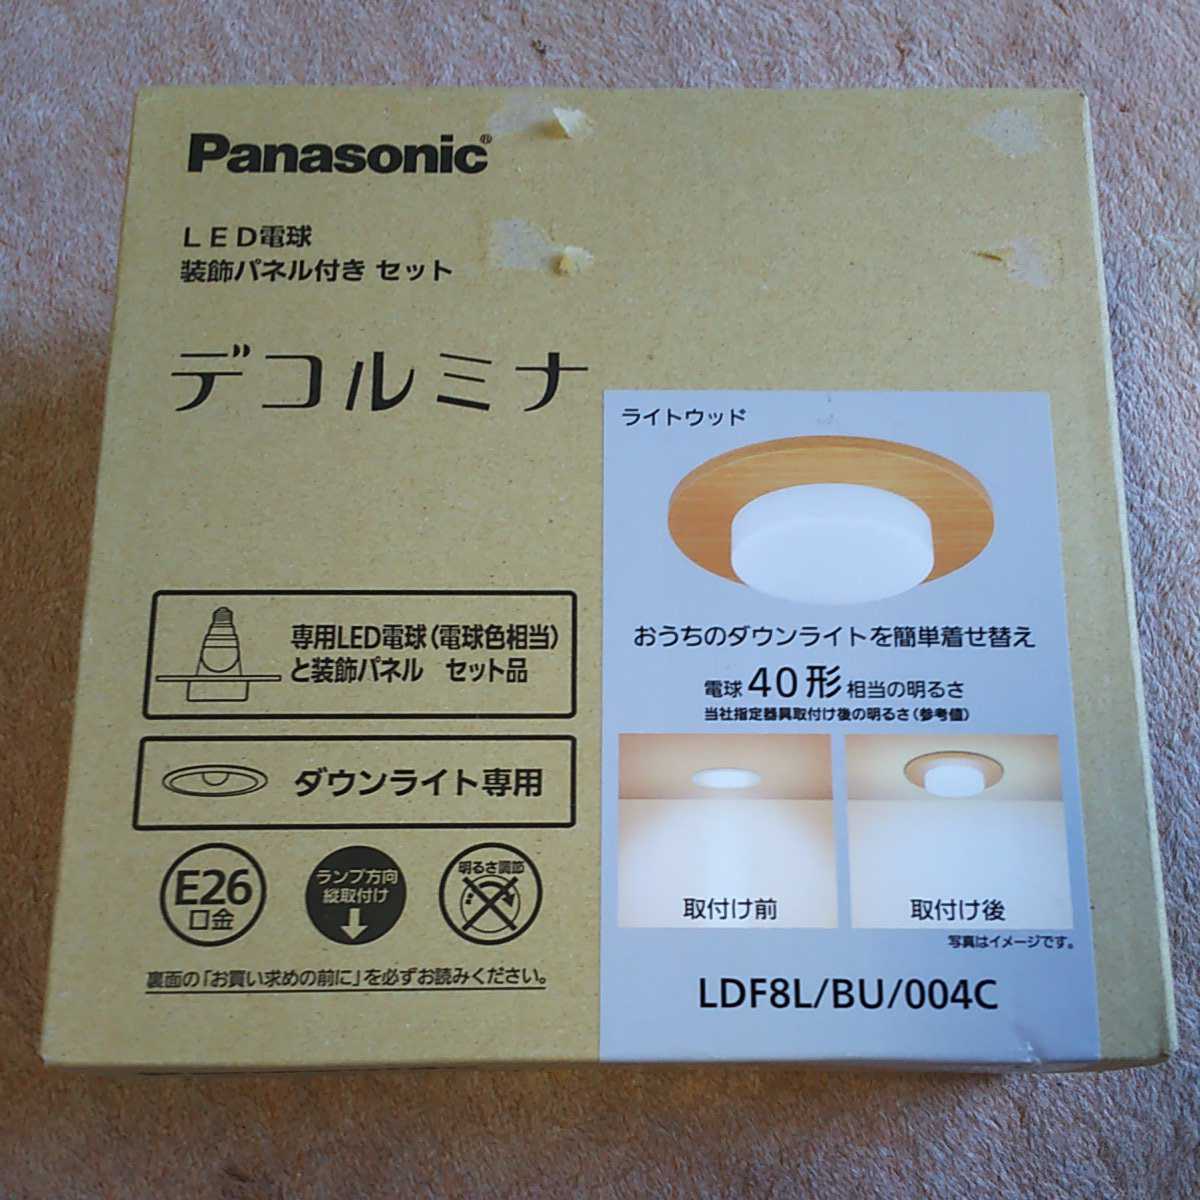 Panasonic®
LED電球
装飾パネル付き セット
デコルミナ
専用LED電球(電球色相当)
と装飾パネル セット品
ダウンライト専用
E26
口金
ランプ方向
縦取付け
明るさ調節
裏面の「お買い求めの前に」を必ずお読みください。
ライトウッド
おうちのダウンライトを簡単着せ替え
電球40形相当の明るさ
当社指定器具取付け後の明るさ(参考値)
取付け前
取付け後
写真はイメージです。
LDF8L/BU/004C